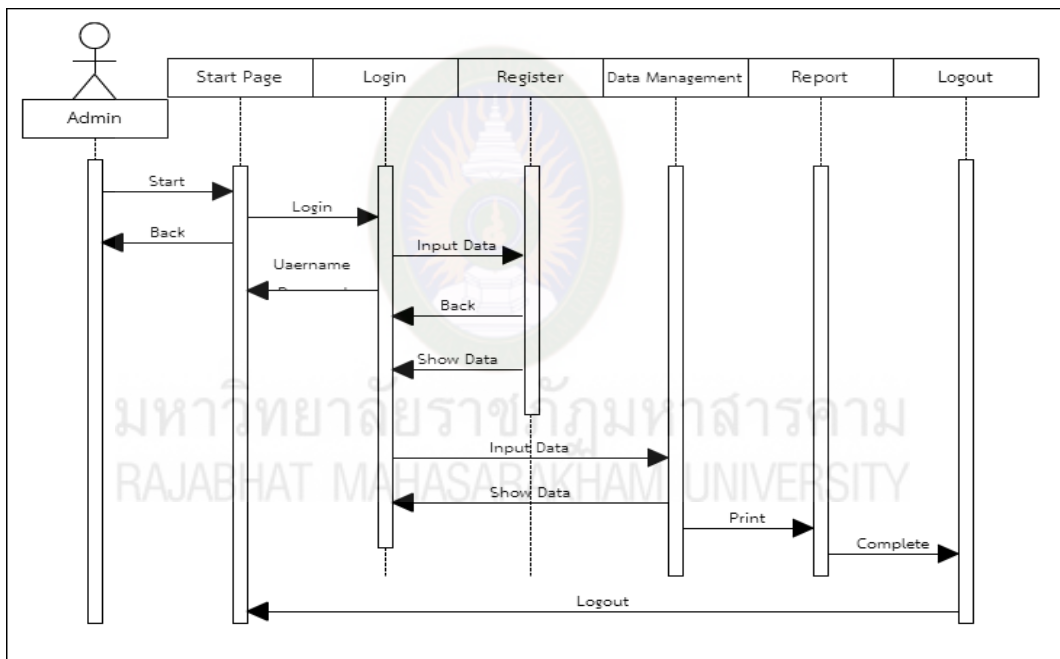 Start Page
Login
Register
Data Management
Report
Logout
Admin
Start
Login
Back
Input Data
Uaername
Back
Show Data
มหาวิทยาลัยราชภัฏมหาสารคาม
Input Data
RAJABHAT MAHASARAKHAM UNIVERSITY
Show Data
Print
Complete
Logout